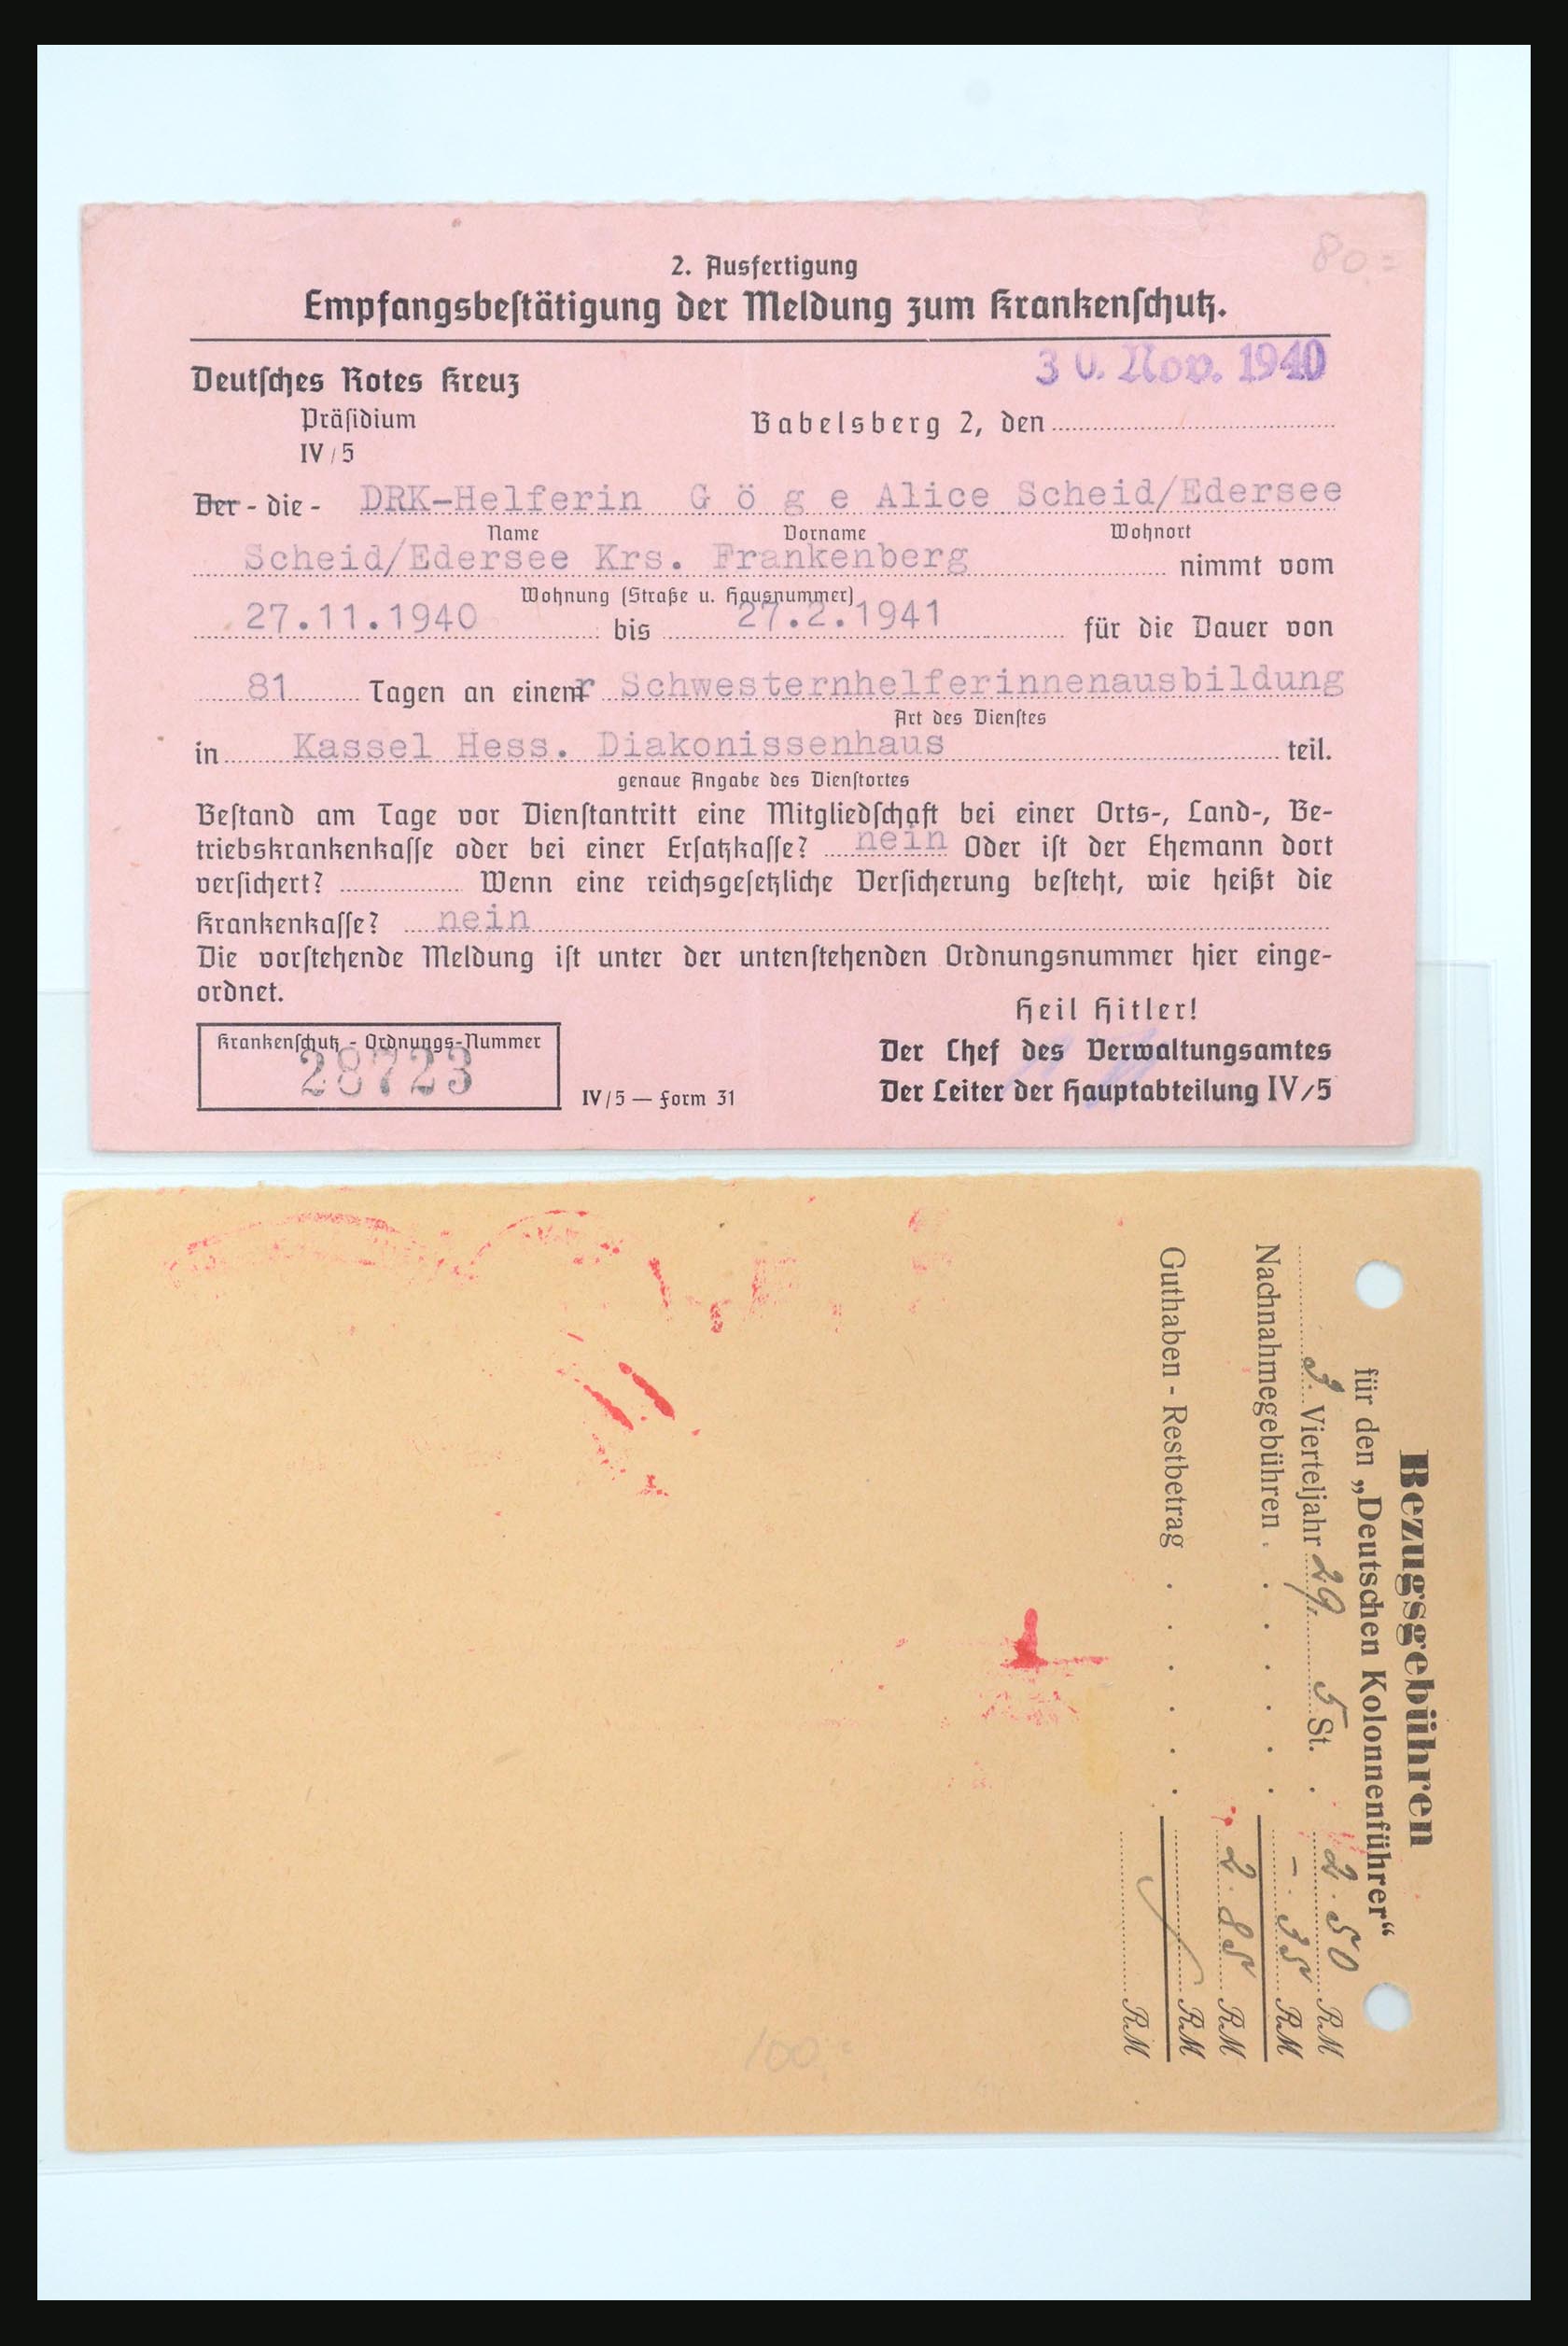 80=
2. Ausfertigung
Empfangsbestätigung der Meldung zum Krankenschutz.
30. Nov. 1940
Deutsches Rotes Kreuz
Präsidium
Babelsberg 2, den
IV/5
Der - die - DRK-Helferin G ö g e Alice Scheid/Edersee
Name Vorname Wohnort
Scheid/Edersee Krs. Frankenberg nimmt vom
Wohnung (Straße u. Hausnummer)
27.11.1940 bis 27.2.1941 für die Dauer von
81 Tagen an einer Schwesternhelferinnenausbildung
Art des Dienstes
in Kassel Hess. Diakonissenhaus teil.
genaue Angabe des Dienstortes
Bestand am Tage vor Dienstantritt eine Mitgliedschaft bei einer Orts-, Land-, Be-
triebskrankenkasse oder bei einer Ersatzkasse? nein Oder ist der Ehemann dort
versichert? Wenn eine reichsgesetzliche Versicherung besteht, wie heißt die
Krankenkasse? nein
Die vorstehende Meldung ist unter der untenstehenden Ordnungsnummer hier einge-
ordnet.
Heil Hitler!
Der Chef des Verwaltungsamtes
Der Leiter der Hauptabteilung IV/5
Krankenschutz - Ordnungs-Nummer
28723
IV/5 — Form 31
Bezugsgebühren
für den „Deutschen Kolonnenführer“
3. Vierteljahr 29. 5 St. . 2.50 RM
Nachnahmegebühren . . . . . . . -.35 RM
2.85 RM
Guthaben - Restbetrag . . . . . . RM
RM
100.=